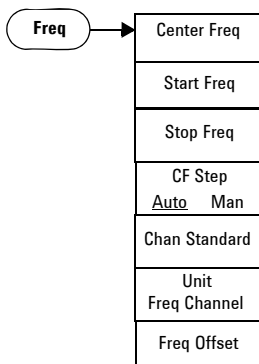 Freq
Center Freq
Start Freq
Stop Freq
CF Step
Auto Man
Chan Standard
Unit
Freq Channel
Freq Offset